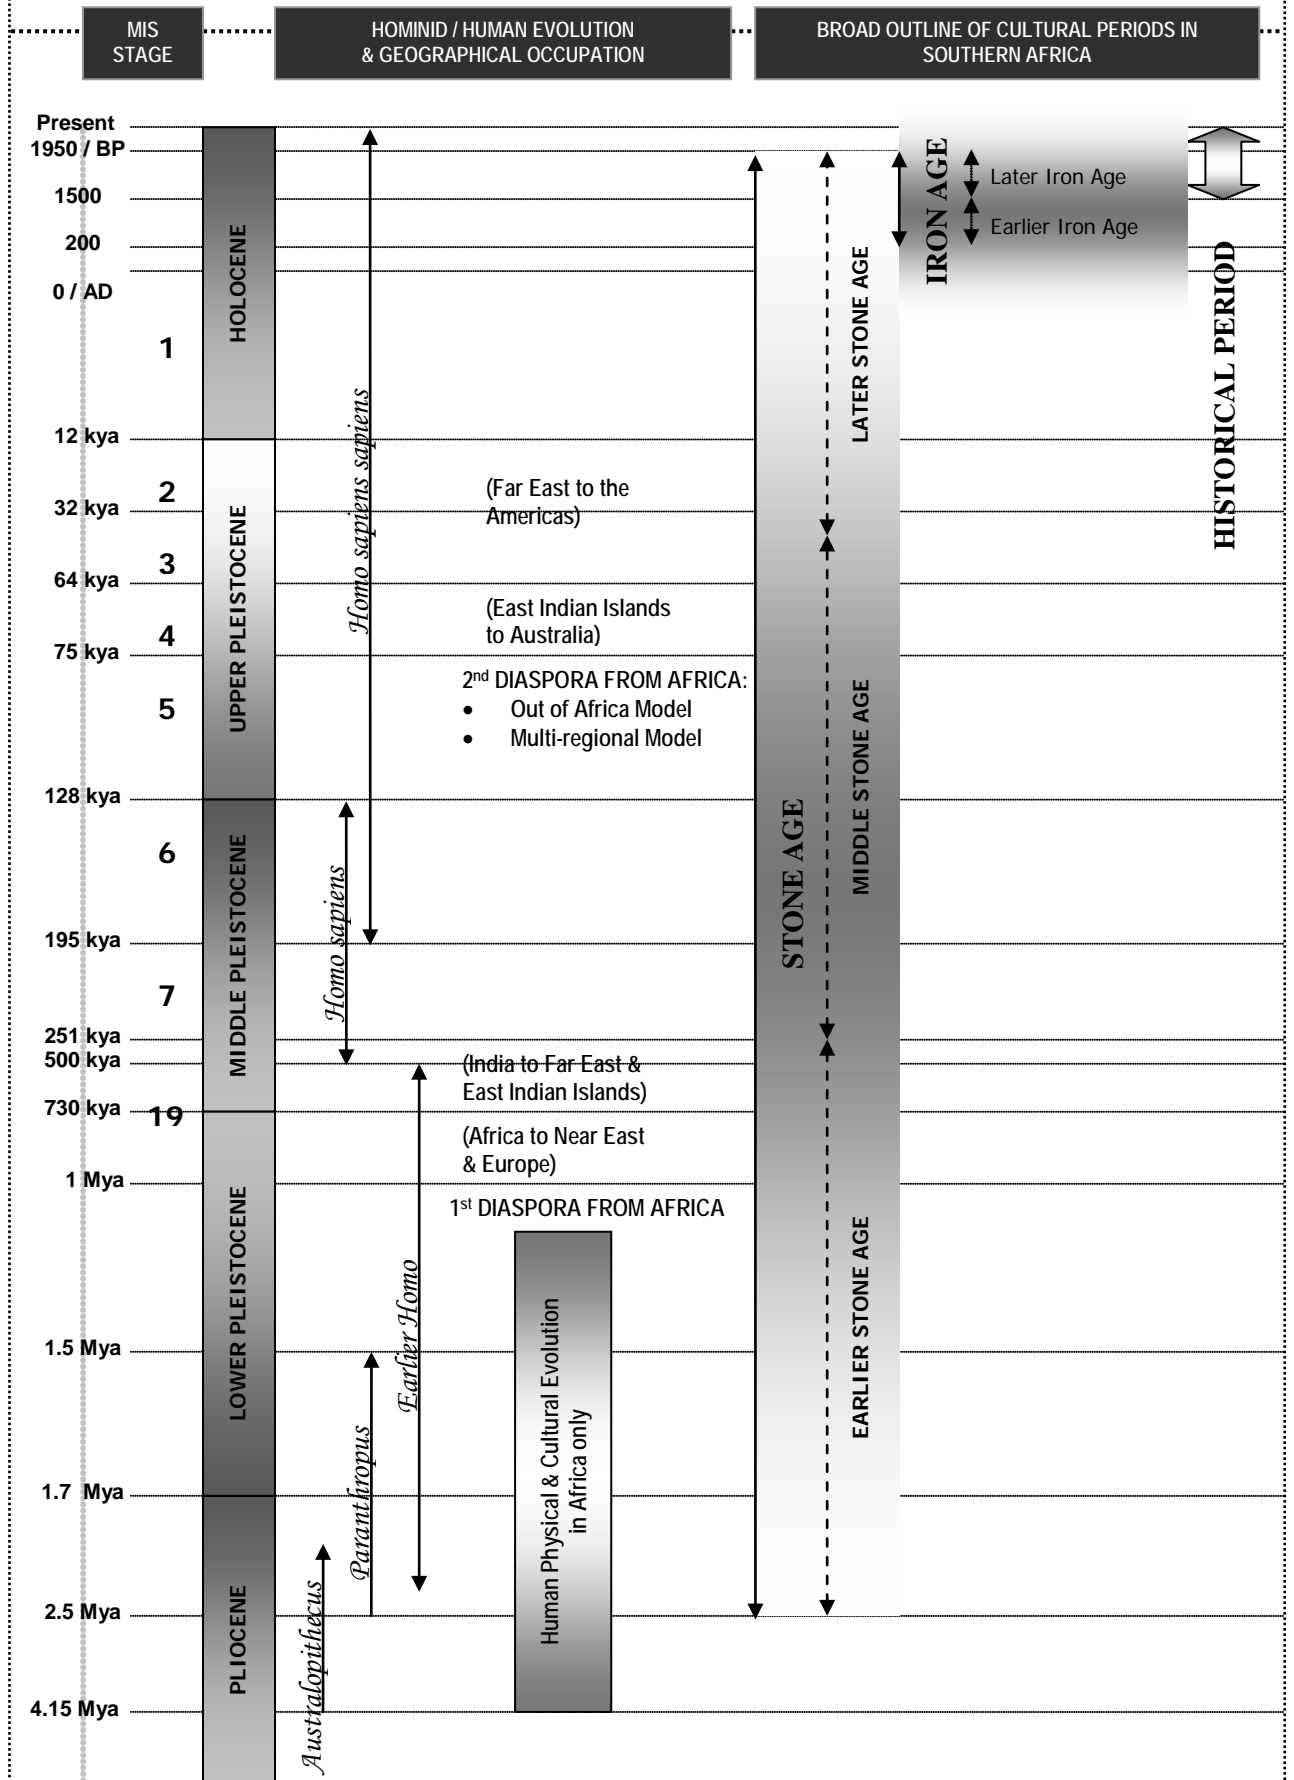 MIS
STAGE
HOMINID / HUMAN EVOLUTION
& GEOGRAPHICAL OCCUPATION
BROAD OUTLINE OF CULTURAL PERIODS IN
SOUTHERN AFRICA
Present
1950 / BP
1500
200
0 / AD
12 kya
32 kya
64 kya
75 kya
128 kya
195 kya
251 kya
500 kya
730 kya
1 Mya
1.5 Mya
1.7 Mya
2.5 Mya
4.15 Mya
1
2
3
4
5
6
7
19
HOLOCENE
UPPER PLEISTOCENE
MIDDLE PLEISTOCENE
LOWER PLEISTOCENE
PLIOCENE
Homo sapiens sapiens
Homo sapiens
Earlier Homo
Paranthropus
Australopithecus
(Far East to the
Americas)
(East Indian Islands
to Australia)
2nd DIASPORA FROM AFRICA:
• Out of Africa Model
• Multi-regional Model
(India to Far East &
East Indian Islands)
(Africa to Near East
& Europe)
1st DIASPORA FROM AFRICA
Human Physical & Cultural Evolution
in Africa only
STONE AGE
LATER STONE AGE
MIDDLE STONE AGE
EARLIER STONE AGE
IRON AGE
Later Iron Age
Earlier Iron Age
HISTORICAL PERIOD